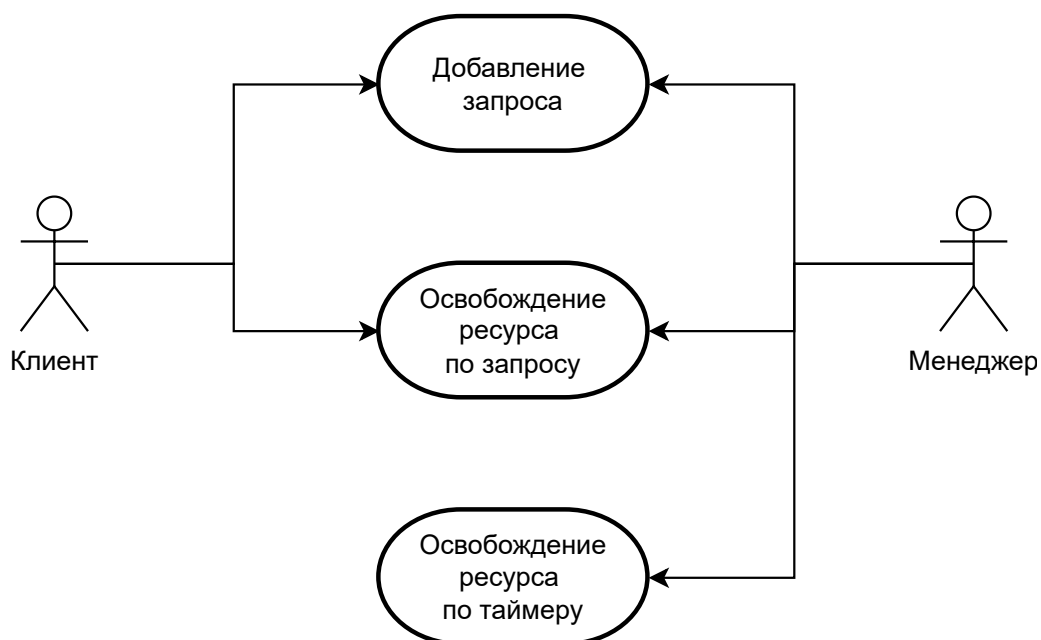 Добавление
запроса
Освобождение
ресурса
по запросу
Клиент
Менеджер
Освобождение
ресурса
по таймеру